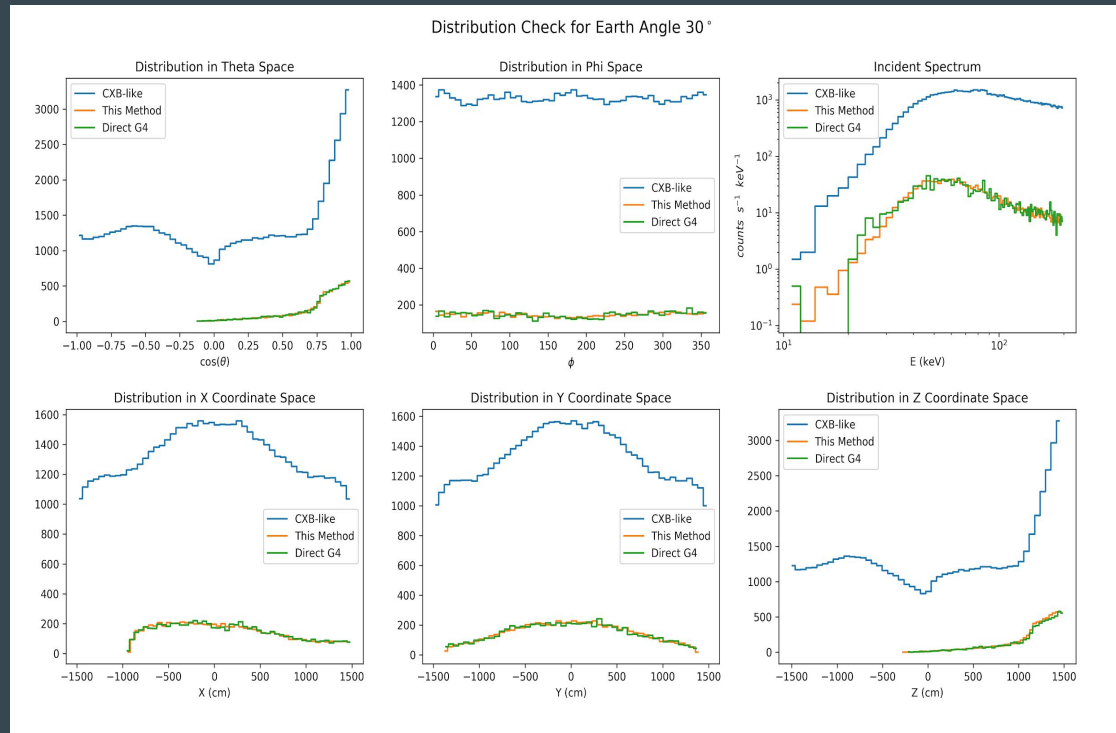 Distribution Check for Earth Angle 30°
Distribution in Theta Space
CXB-like
This Method
Direct G4
3000
2500
2000
1500
1000
500
0
−1.00 −0.75 −0.50 −0.25 0.00 0.25 0.50 0.75 1.00
cos(θ)
Distribution in Phi Space
1400
1200
1000
800
600
400
200
CXB-like
This Method
Direct G4
0 50 100 150 200 250 300 350
ϕ
Incident Spectrum
CXB-like
This Method
Direct G4
counts s⁻¹ keV⁻¹
10³
10²
10¹
10⁰
10⁻¹
10¹ 10²
E (keV)
Distribution in X Coordinate Space
1600
1400
1200
1000
800
600
400
200
0
CXB-like
This Method
Direct G4
−1500 −1000 −500 0 500 1000 1500
X (cm)
Distribution in Y Coordinate Space
1600
1400
1200
1000
800
600
400
200
0
CXB-like
This Method
Direct G4
−1500 −1000 −500 0 500 1000 1500
Y (cm)
Distribution in Z Coordinate Space
CXB-like
This Method
Direct G4
3000
2500
2000
1500
1000
500
0
−1500 −1000 −500 0 500 1000 1500
Z (cm)